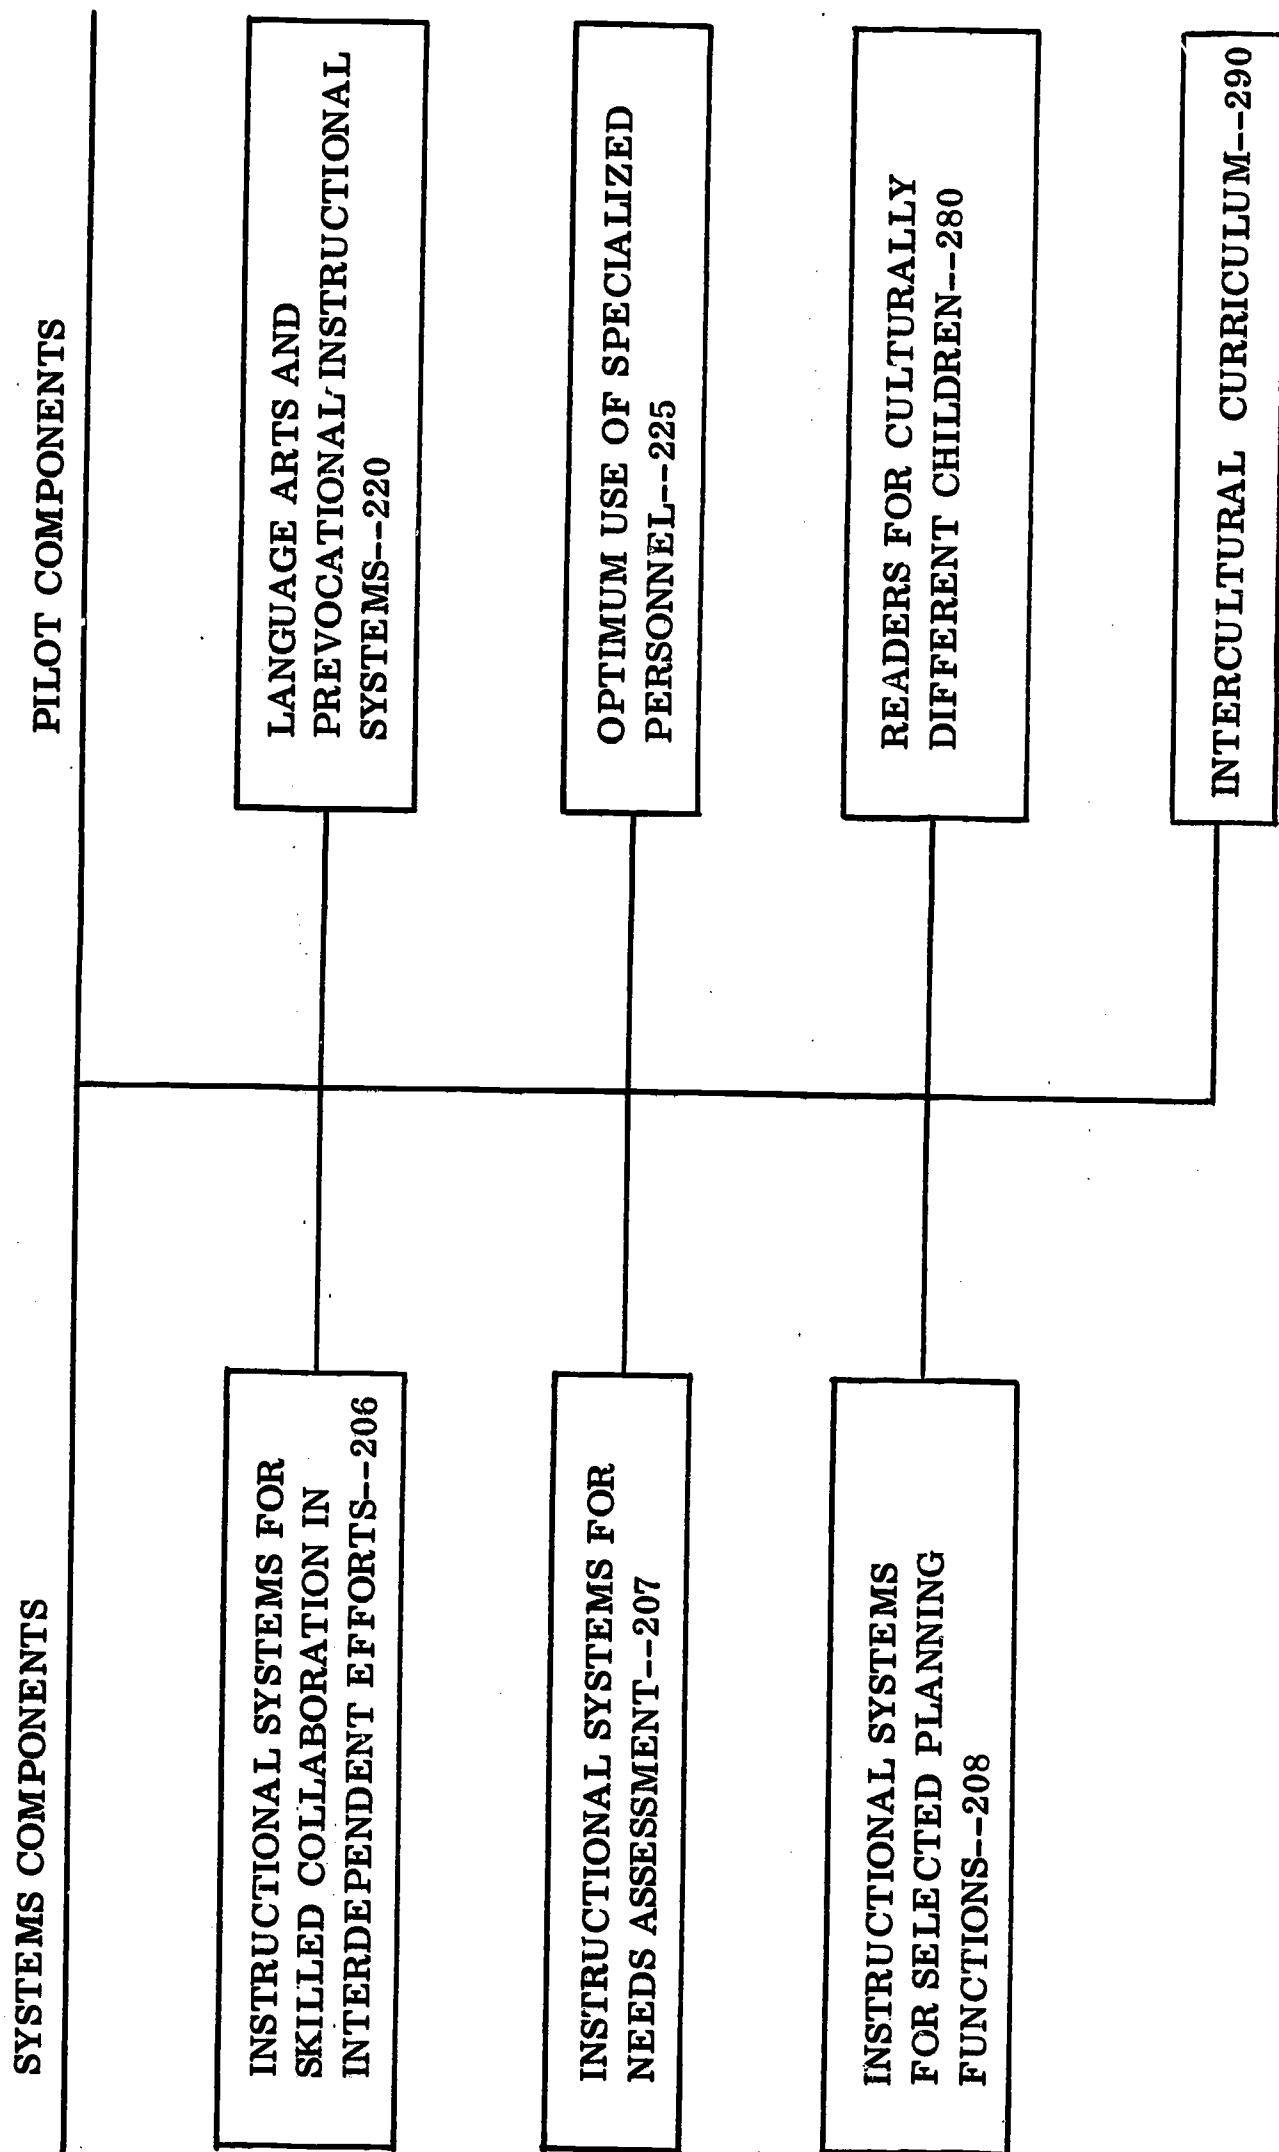 SYSTEMS COMPONENTS
PILOT COMPONENTS
INSTRUCTIONAL SYSTEMS FOR
SKILLED COLLABORATION IN
INTERDEPENDENT EFFORTS--206
LANGUAGE ARTS AND
PREVOCATIONAL INSTRUCTIONAL
SYSTEMS--220
INSTRUCTIONAL SYSTEMS FOR
NEEDS ASSESSMENT--207
OPTIMUM USE OF SPECIALIZED
PERSONNEL--225
INSTRUCTIONAL SYSTEMS
FOR SELECTED PLANNING
FUNCTIONS--208
READERS FOR CULTURALLY
DIFFERENT CHILDREN--280
INTERCULTURAL CURRICULUM--290